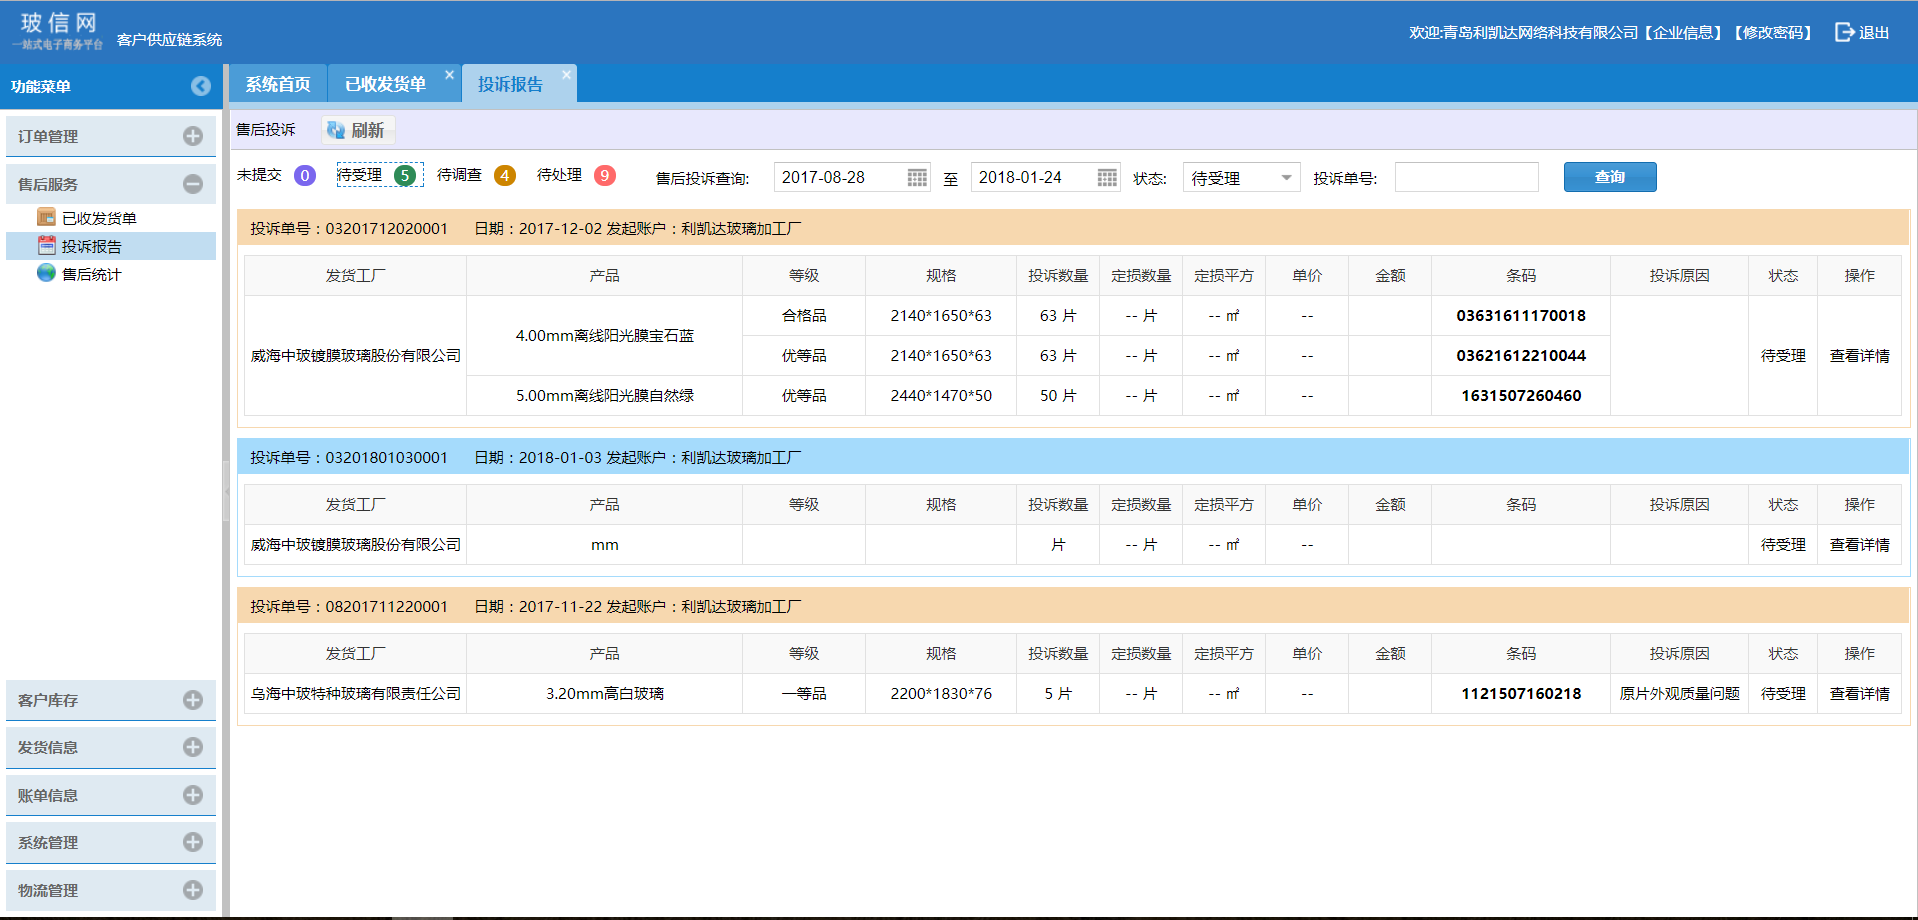 玻信网
一站式电子商务平台
客户供应链系统
欢迎:青岛利凯达网络科技有限公司【企业信息】【修改密码】 退出
功能菜单
系统首页 已收发货单 投诉报告
订单管理
售后服务
已收发货单
投诉报告
售后统计
客户库存
发货信息
账单信息
系统管理
物流管理
售后投诉 刷新
未提交 0 待受理 5 待调查 4 待处理 9 售后投诉查询: 2017-08-28 至 2018-01-24 状态: 待受理 投诉单号: 查询
投诉单号：03201712020001 日期：2017-12-02 发起账户：利凯达玻璃加工厂
发货工厂 产品 等级 规格 投诉数量 定损数量 定损平方 单价 金额 条码 投诉原因 状态 操作
威海中玻镀膜玻璃股份有限公司 4.00mm离线阳光膜宝石蓝 合格品 2140*1650*63 63 片 -- 片 -- ㎡ -- 03631611170018 待受理 查看详情
优等品 2140*1650*63 63 片 -- 片 -- ㎡ -- 03621612210044
5.00mm离线阳光膜自然绿 优等品 2440*1470*50 50 片 -- 片 -- ㎡ -- 1631507260460
投诉单号：03201801030001 日期：2018-01-03 发起账户：利凯达玻璃加工厂
发货工厂 产品 等级 规格 投诉数量 定损数量 定损平方 单价 金额 条码 投诉原因 状态 操作
威海中玻镀膜玻璃股份有限公司 mm 片 -- 片 -- ㎡ -- 待受理 查看详情
投诉单号：08201711220001 日期：2017-11-22 发起账户：利凯达玻璃加工厂
发货工厂 产品 等级 规格 投诉数量 定损数量 定损平方 单价 金额 条码 投诉原因 状态 操作
乌海中玻特种玻璃有限责任公司 3.20mm高白玻璃 一等品 2200*1830*76 5 片 -- 片 -- ㎡ -- 1121507160218 原片外观质量问题 待受理 查看详情